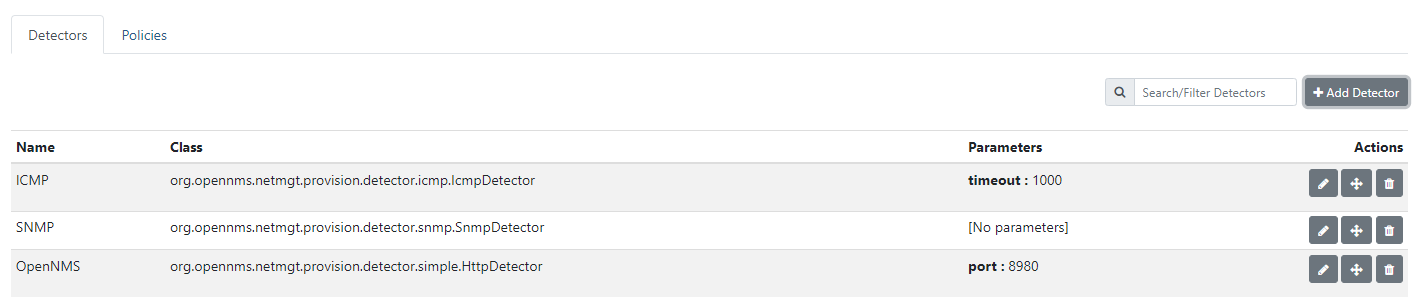 Detectors Policies
Search/Filter Detectors + Add Detector
Name Class Parameters Actions
ICMP org.opennms.netmgt.provision.detector.icmp.IcmpDetector timeout : 1000
SNMP org.opennms.netmgt.provision.detector.snmp.SnmpDetector [No parameters]
OpenNMS org.opennms.netmgt.provision.detector.simple.HttpDetector port : 8980